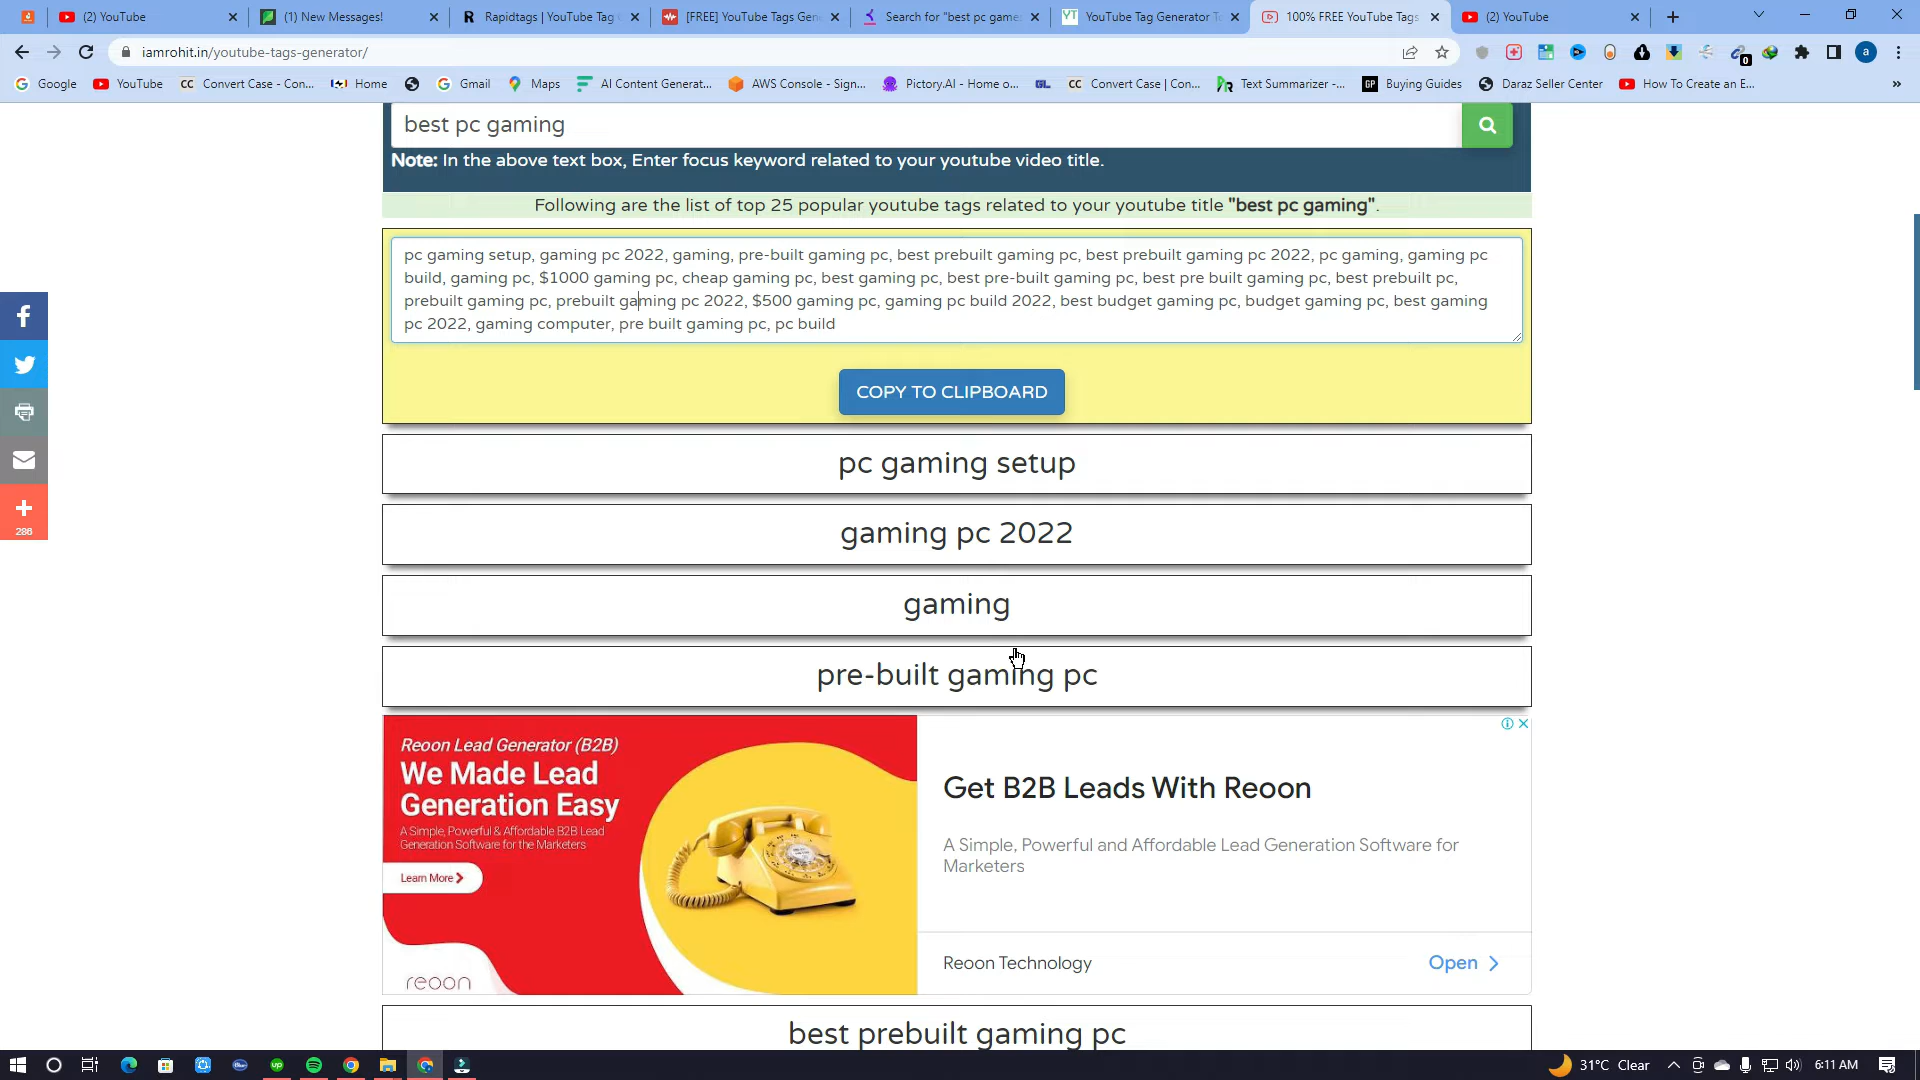 (2) YouTube
(1) New Messages!
Rapidtags | YouTube Tag
[FREE] YouTube Tags Gen
Search for "best pc game
YouTube Tag Generator T
100% FREE YouTube Tags
(2) YouTube
iamrohit.in/youtube-tags-generator/
Google
YouTube
CC Convert Case - Con...
Home
Gmail
Maps
AI Content Generat...
AWS Console - Sign...
Pictory.AI - Home o...
GL
CC Convert Case | Con...
Text Summarizer -...
GP Buying Guides
Daraz Seller Center
How To Create an E...
best pc gaming
Note: In the above text box, Enter focus keyword related to your youtube video title.
Following are the list of top 25 popular youtube tags related to your youtube title "best pc gaming".
pc gaming setup, gaming pc 2022, gaming, pre-built gaming pc, best prebuilt gaming pc, best prebuilt gaming pc 2022, pc gaming, gaming pc
build, gaming pc, $1000 gaming pc, cheap gaming pc, best gaming pc, best pre-built gaming pc, best pre built gaming pc, best prebuilt pc,
prebuilt gaming pc, prebuilt gaming pc 2022, $500 gaming pc, gaming pc build 2022, best budget gaming pc, budget gaming pc, best gaming
pc 2022, gaming computer, pre built gaming pc, pc build
COPY TO CLIPBOARD
286
pc gaming setup
gaming pc 2022
gaming
pre-built gaming pc
Reoon Lead Generator (B2B)
We Made Lead
Generation Easy
A Simple, Powerful & Affordable B2B Lead
Generation Software for the Marketers
Learn More
reoon
Get B2B Leads With Reoon
A Simple, Powerful and Affordable Lead Generation Software for
Marketers
Reoon Technology
Open
best prebuilt gaming pc
31°C Clear
6:11 AM